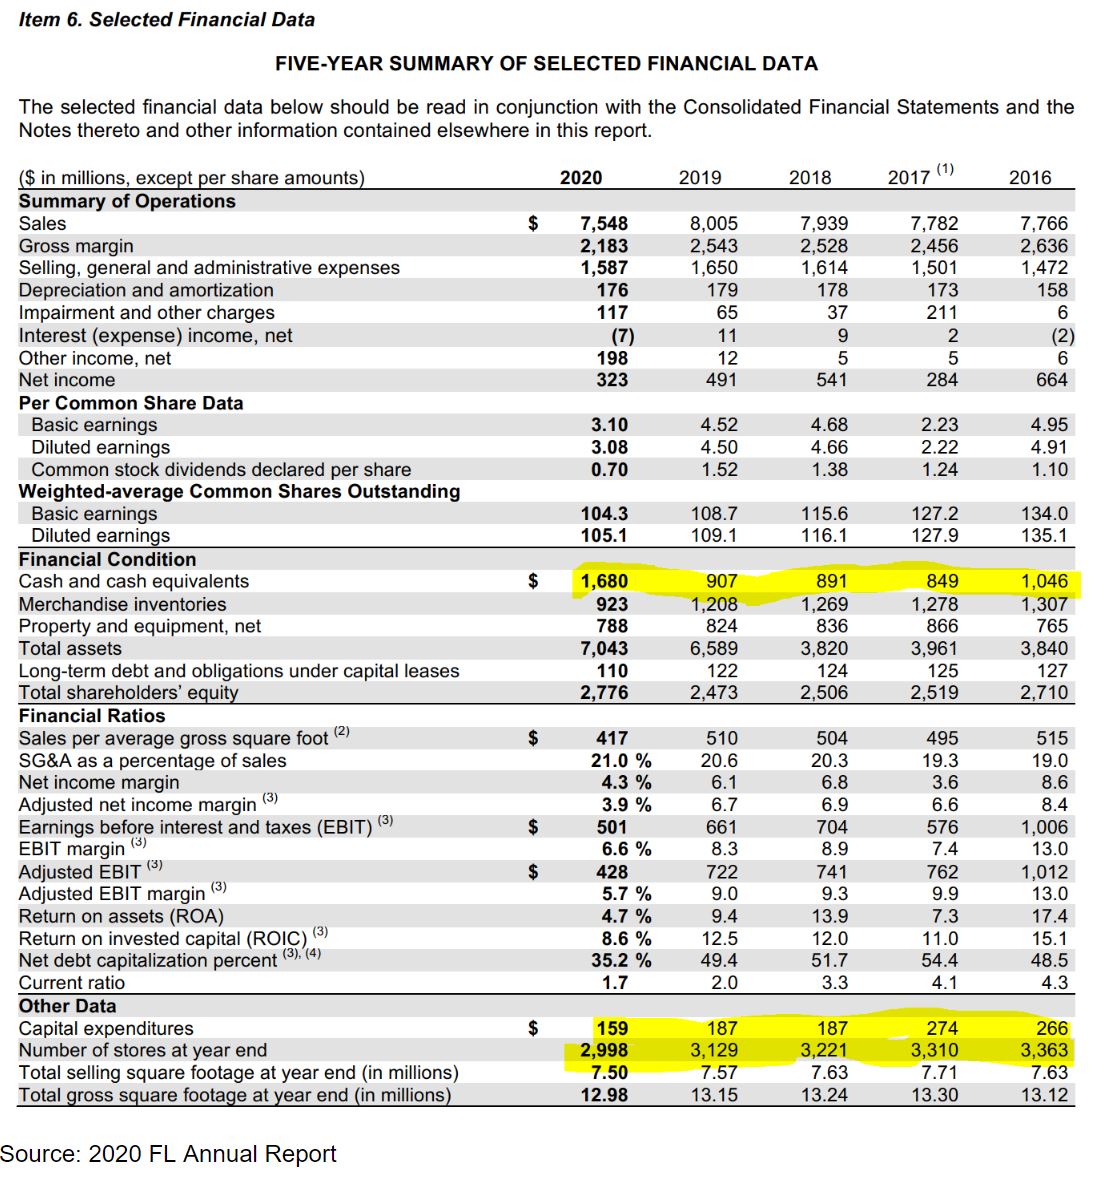 Item 6. Selected Financial Data
FIVE-YEAR SUMMARY OF SELECTED FINANCIAL DATA
The selected financial data below should be read in conjunction with the Consolidated Financial Statements and the
Notes thereto and other information contained elsewhere in this report.
($ in millions, except per share amounts) 2020 2019 2018 2017 (1) 2016
Summary of Operations
Sales $ 7,548 8,005 7,939 7,782 7,766
Gross margin 2,183 2,543 2,528 2,456 2,636
Selling, general and administrative expenses 1,587 1,650 1,614 1,501 1,472
Depreciation and amortization 176 179 178 173 158
Impairment and other charges 117 65 37 211 6
Interest (expense) income, net (7) 11 9 2 (2)
Other income, net 198 12 5 5 6
Net income 323 491 541 284 664
Per Common Share Data
Basic earnings 3.10 4.52 4.68 2.23 4.95
Diluted earnings 3.08 4.50 4.66 2.22 4.91
Common stock dividends declared per share 0.70 1.52 1.38 1.24 1.10
Weighted-average Common Shares Outstanding
Basic earnings 104.3 108.7 115.6 127.2 134.0
Diluted earnings 105.1 109.1 116.1 127.9 135.1
Financial Condition
Cash and cash equivalents $ 1,680 907 891 849 1,046
Merchandise inventories 923 1,208 1,269 1,278 1,307
Property and equipment, net 788 824 836 866 765
Total assets 7,043 6,589 3,820 3,961 3,840
Long-term debt and obligations under capital leases 110 122 124 125 127
Total shareholders' equity 2,776 2,473 2,506 2,519 2,710
Financial Ratios
Sales per average gross square foot (2) $ 417 510 504 495 515
SG&A as a percentage of sales 21.0 % 20.6 20.3 19.3 19.0
Net income margin 4.3 % 6.1 6.8 3.6 8.6
Adjusted net income margin (3) 3.9 % 6.7 6.9 6.6 8.4
Earnings before interest and taxes (EBIT) (3) $ 501 661 704 576 1,006
EBIT margin (3) 6.6 % 8.3 8.9 7.4 13.0
Adjusted EBIT (3) $ 428 722 741 762 1,012
Adjusted EBIT margin (3) 5.7 % 9.0 9.3 9.9 13.0
Return on assets (ROA) 4.7 % 9.4 13.9 7.3 17.4
Return on invested capital (ROIC) (3) 8.6 % 12.5 12.0 11.0 15.1
Net debt capitalization percent (3), (4) 35.2 % 49.4 51.7 54.4 48.5
Current ratio 1.7 2.0 3.3 4.1 4.3
Other Data
Capital expenditures $ 159 187 187 274 266
Number of stores at year end 2,998 3,129 3,221 3,310 3,363
Total selling square footage at year end (in millions) 7.50 7.57 7.63 7.71 7.63
Total gross square footage at year end (in millions) 12.98 13.15 13.24 13.30 13.12
Source: 2020 FL Annual Report